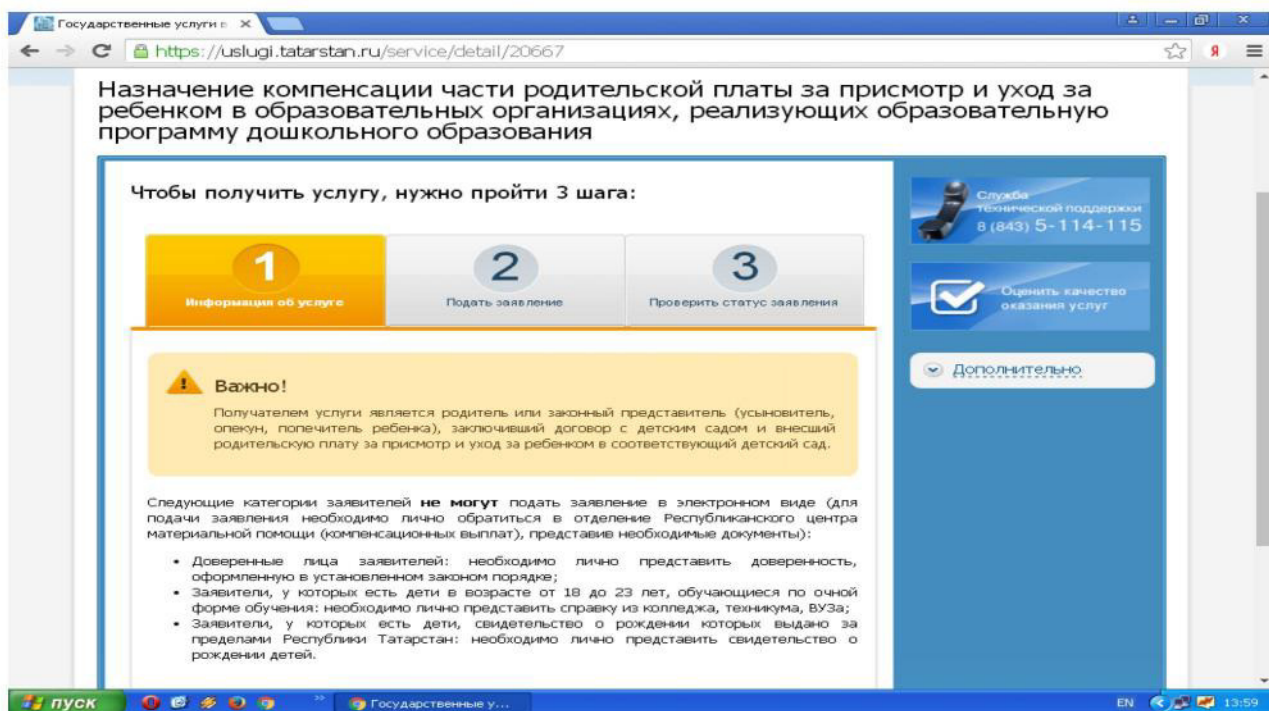 Государственные услуги в
https://uslugi.tatarstan.ru/service/detail/20667
Назначение компенсации части родительской платы за присмотр и уход за
ребенком в образовательных организациях, реализующих образовательную
программу дошкольного образования
Чтобы получить услугу, нужно пройти 3 шага:
1
Информация об услуге
2
Подать заявление
3
Проверить статус заявления
Служба
технической поддержки
8 (843) 5-114-115
Оценить качество
оказания услуг
Дополнительно
Важно!
Получателем услуги является родитель или законный представитель (усыновитель,
опекун, попечитель ребенка), заключивший договор с детским садом и внесший
родительскую плату за присмотр и уход за ребенком в соответствующий детский сад.
Следующие категории заявителей не могут подать заявление в электронном виде (для
подачи заявления необходимо лично обратиться в отделение Республиканского центра
материальной помощи (компенсационных выплат), представив необходимые документы):
• Доверенные лица заявителей: необходимо лично представить доверенность,
оформленную в установленном законом порядке;
• Заявители, у которых есть дети в возрасте от 18 до 23 лет, обучающиеся по очной
форме обучения: необходимо лично представить справку из колледжа, техникума, ВУЗа;
• Заявители, у которых есть дети, свидетельство о рождении которых выдано за
пределами Республики Татарстан: необходимо лично представить свидетельство о
рождении детей.
пуск
Государственные у...
EN
13:59